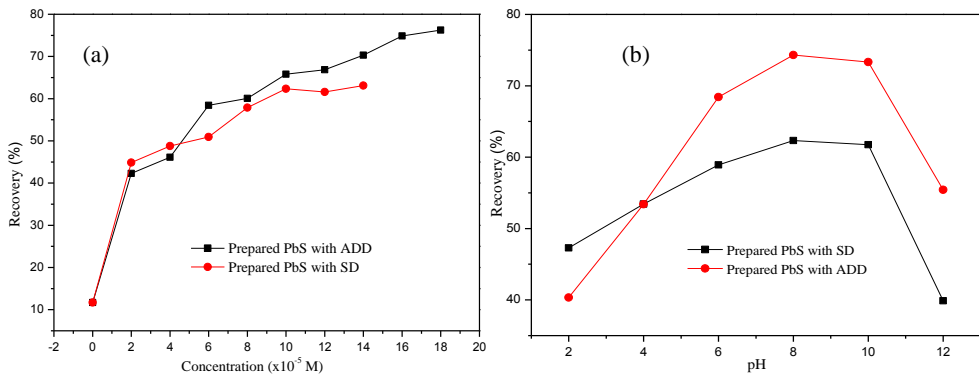 (a)
Recovery (%)
80
70
60
50
40
30
20
10
Prepared PbS with ADD
Prepared PbS with SD
-2 0 2 4 6 8 10 12 14 16 18 20
Concentration (x10⁻⁵ M)
(b)
Recovery (%)
80
70
60
50
40
Prepared PbS with SD
Prepared PbS with ADD
2 4 6 8 10 12
pH